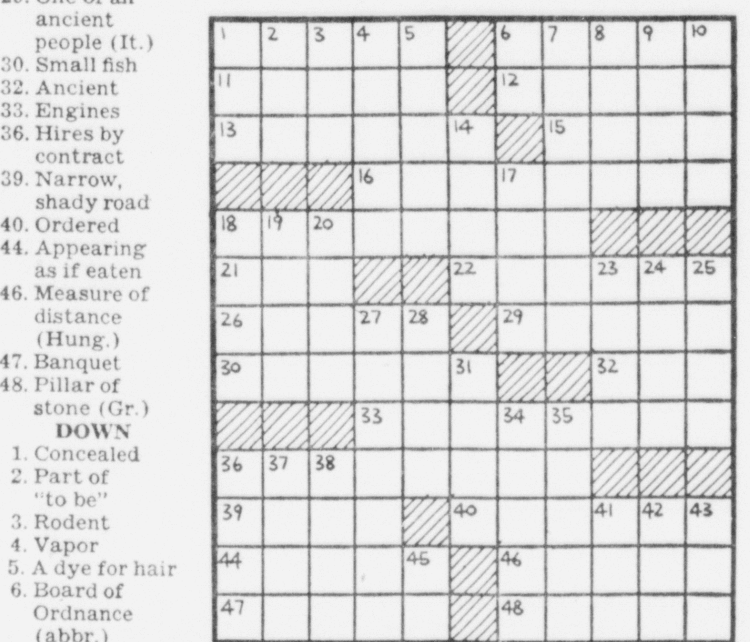 29. One of an
ancient
people (It.)
30. Small fish
32. Ancient
33. Engines
36. Hires by
contract
39. Narrow,
shady road
40. Ordered
44. Appearing
as if eaten
46. Measure of
distance
(Hung.)
47. Banquet
48. Pillar of
stone (Gr.)
DOWN
1. Concealed
2. Part of
"to be"
3. Rodent
4. Vapor
5. A dye for hair
6. Board of
Ordnance
(abbr.)
1 2 3 4 5 6 7 8 9 10
11 12
13 14 15
16 17
18 19 20
21 22 23 24 25
26 27 28 29
30 31 32
33 34 35
36 37 38
39 40 41 42 43
44 45 46
47 48